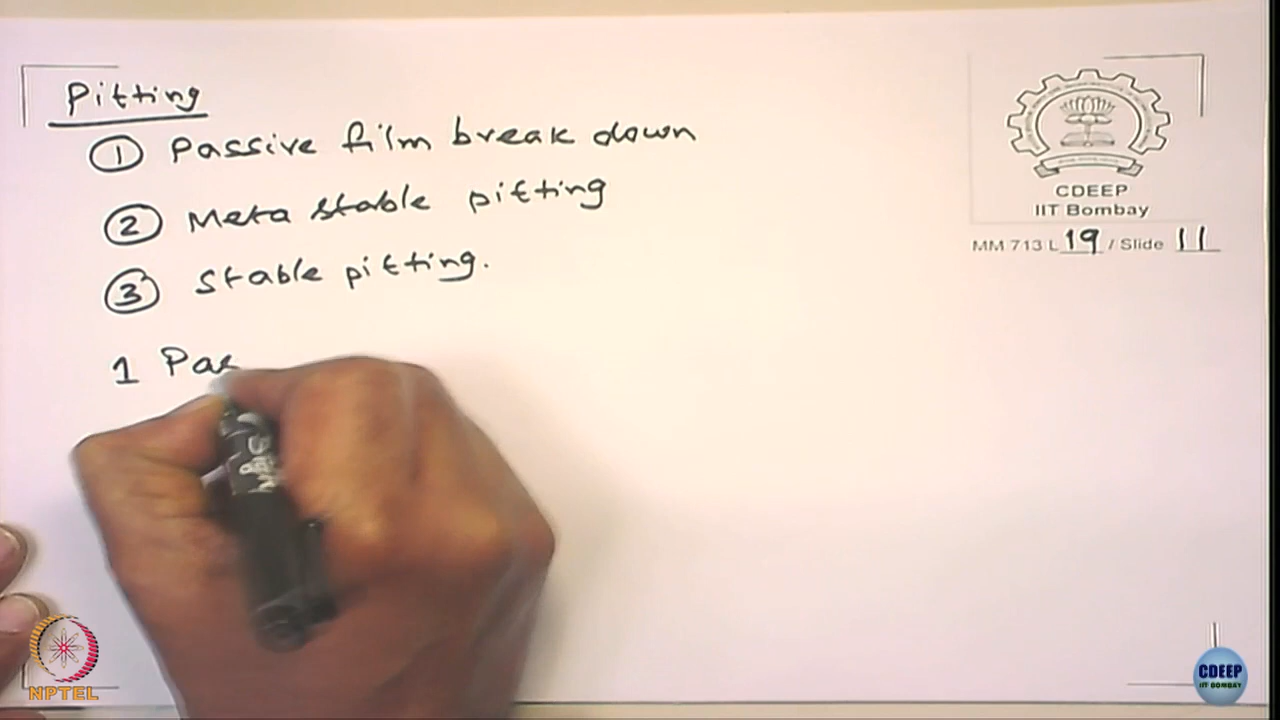 Pitting
1 Passive film break down
2 Meta stable pitting
3 Stable pitting.
1 Pas
CDEEP
IIT Bombay
MM 713 L 19 / Slide 11
NPTEL
CDEEP
IIT BOMBAY